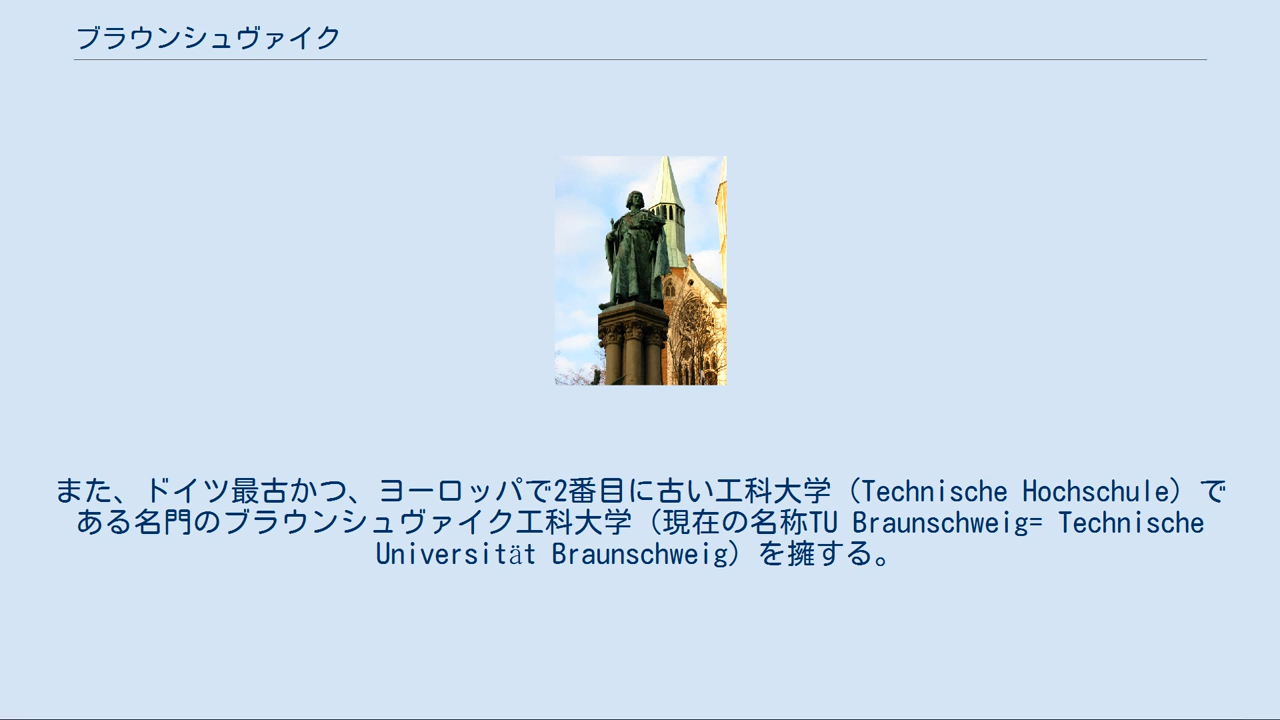 ブラウンシュヴァイク
また、ドイツ最古かつ、ヨーロッパで2番目に古い工科大学（Technische Hochschule）で
ある名門のブラウンシュヴァイク工科大学（現在の名称TU Braunschweig= Technische
Universität Braunschweig）を擁する。